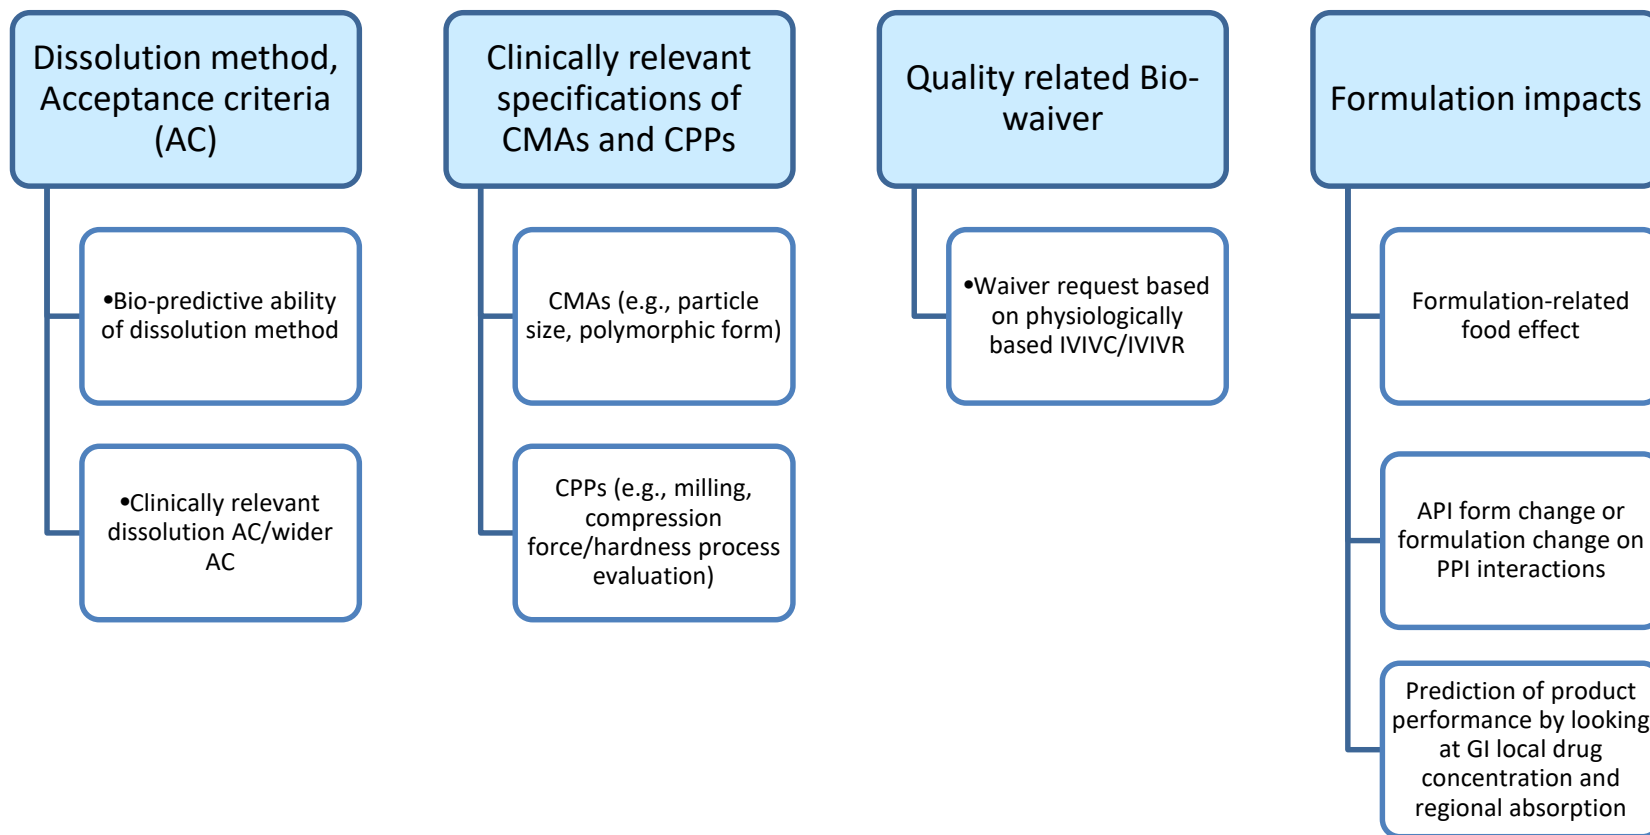 Dissolution method,
Acceptance criteria
(AC)
•Bio-predictive ability
of dissolution method
•Clinically relevant
dissolution AC/wider
AC
Clinically relevant
specifications of
CMAs and CPPs
CMAs (e.g., particle
size, polymorphic form)
CPPs (e.g., milling,
compression
force/hardness process
evaluation)
Quality related Bio-
waiver
•Waiver request based
on physiologically
based IVIVC/IVIVR
Formulation impacts
Formulation-related
food effect
API form change or
formulation change on
PPI interactions
Prediction of product
performance by looking
at GI local drug
concentration and
regional absorption